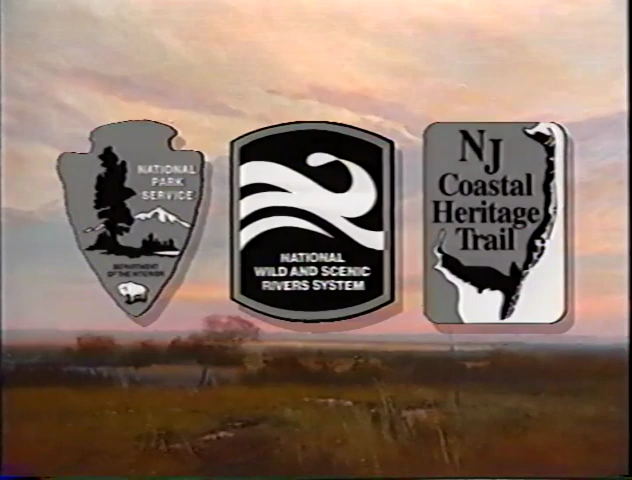 NATIONAL
PARK
SERVICE
DEPARTMENT
OF THE INTERIOR
NATIONAL
WILD AND SCENIC
RIVERS SYSTEM
NJ
Coastal
Heritage
Trail